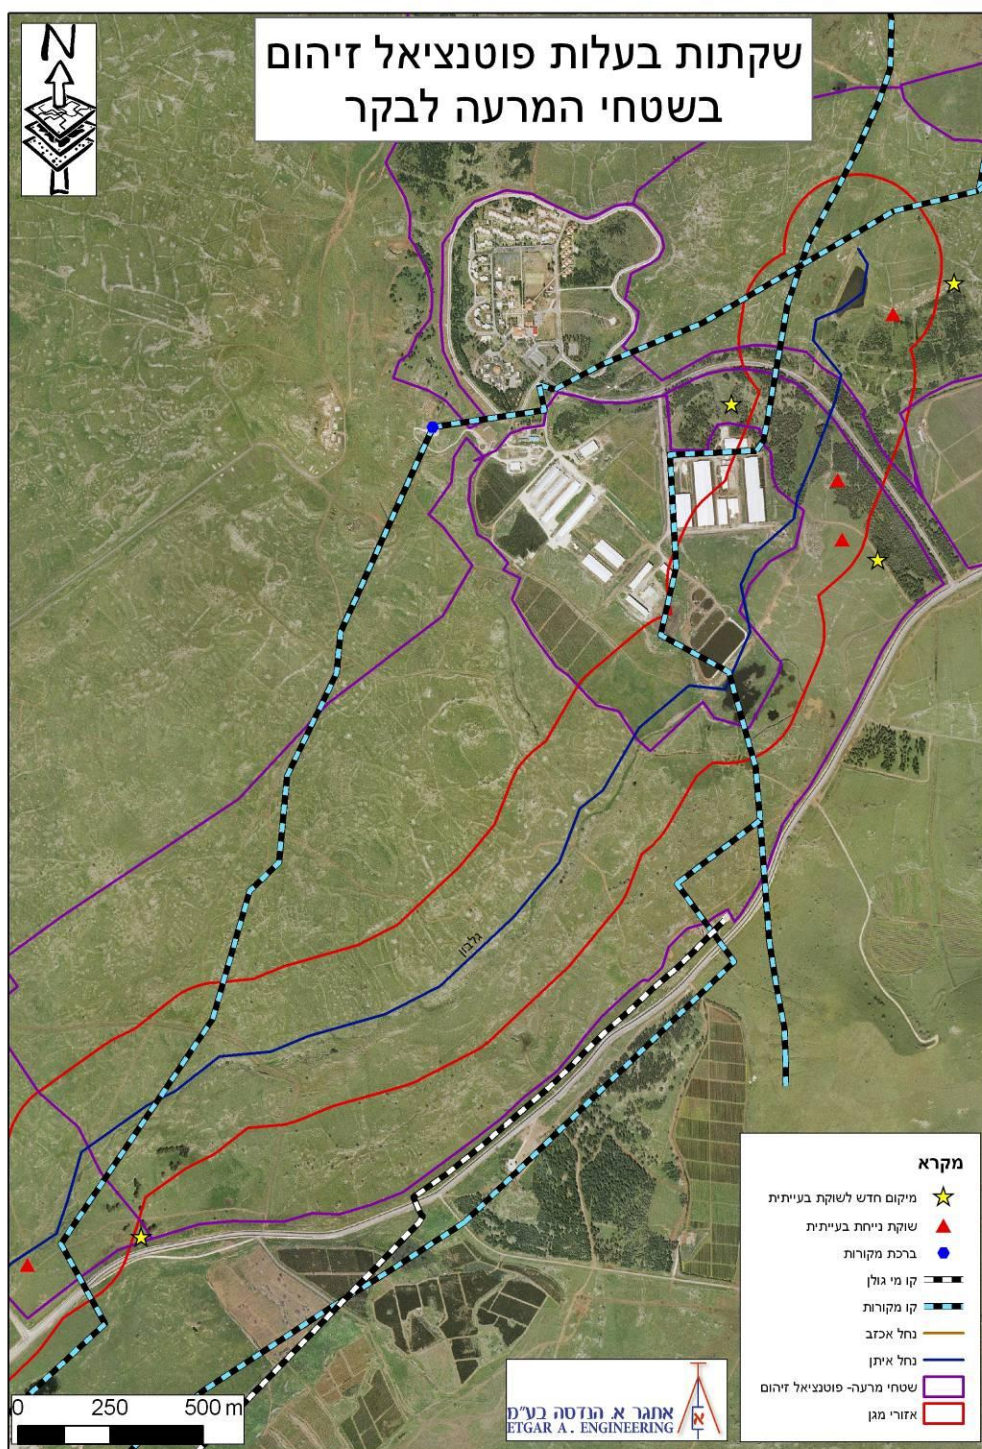 שקתות בעלות פוטנציאל זיהום
בשטחי המרעה לבקר
N
גלבון
מקרא
מיקום חדש לשוקת בעייתית
שוקת נייחת בעייתית
ברכת מקורות
קו מי גולן
קו מקורות
נחל אכזב
נחל איתן
שטחי מרעה- פוטנציאל זיהום
אזורי מגן
0 250 500 m
אתגר א. הנדסה בע"מ
ETGAR A. ENGINEERING
א